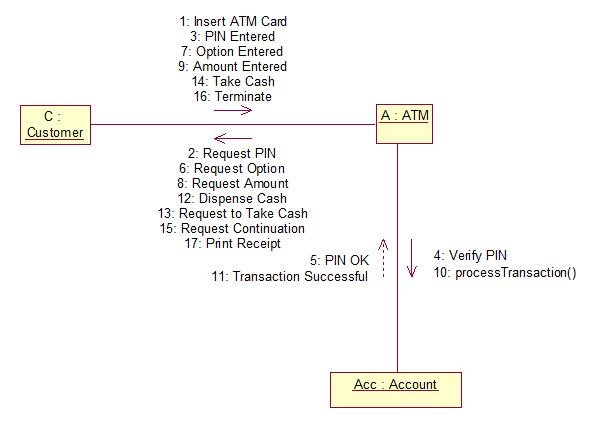 1: Insert ATM Card
3: PIN Entered
7: Option Entered
9: Amount Entered
14: Take Cash
16: Terminate
C :
Customer
A : ATM
2: Request PIN
6: Request Option
8: Request Amount
12: Dispense Cash
13: Request to Take Cash
15: Request Continuation
17: Print Receipt
5: PIN OK
11: Transaction Successful
4: Verify PIN
10: processTransaction()
Acc : Account